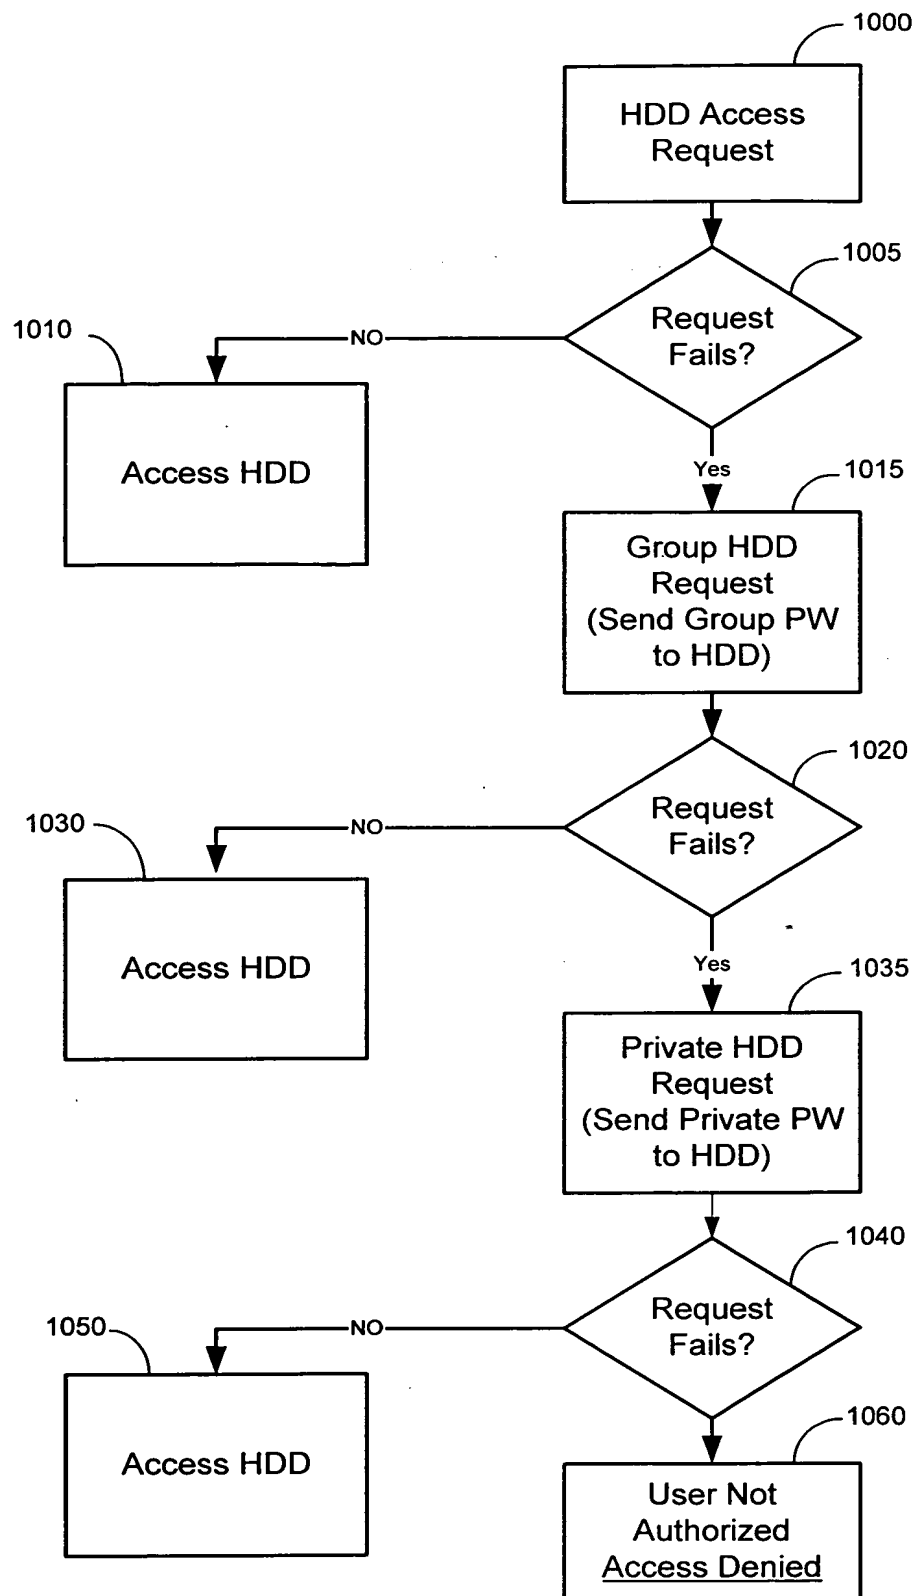 1000
HDD Access
Request
1005
Request
Fails?
NO
1010
Access HDD
Yes
1015
Group HDD
Request
(Send Group PW
to HDD)
1020
Request
Fails?
NO
1030
Access HDD
Yes
1035
Private HDD
Request
(Send Private PW
to HDD)
1040
Request
Fails?
NO
1050
Access HDD
1060
User Not
Authorized
Access Denied